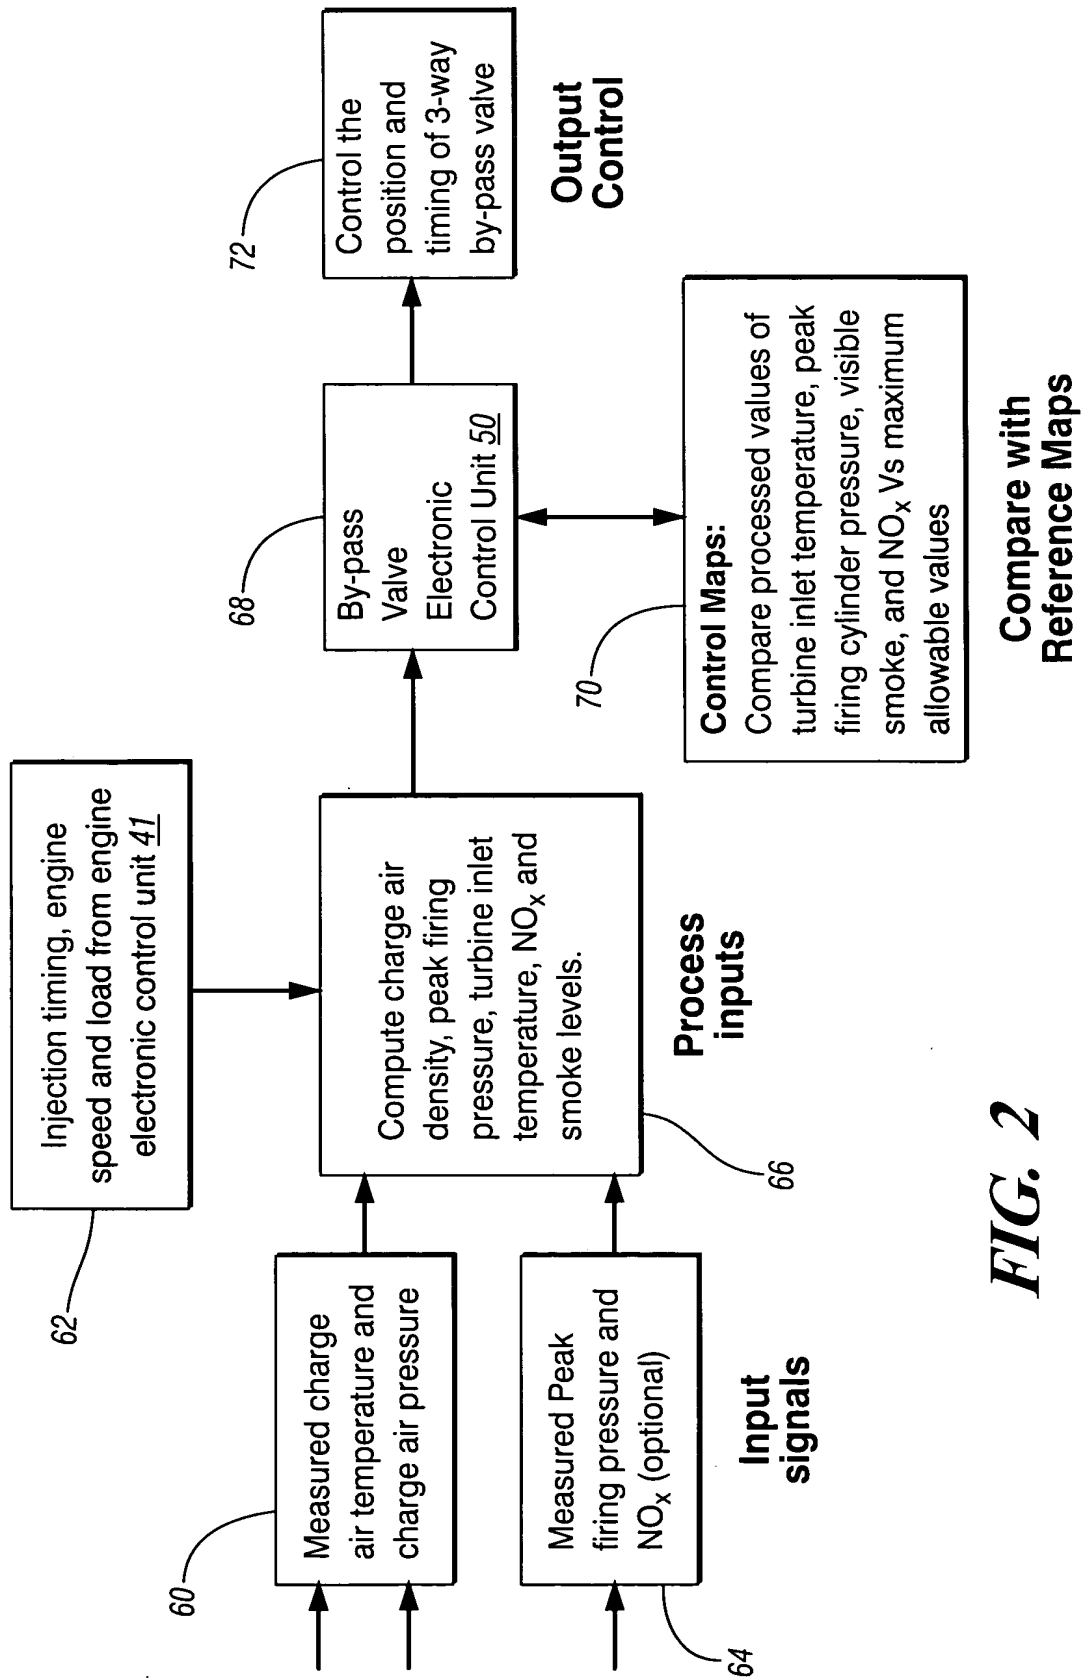 62
Injection timing, engine
speed and load from engine
electronic control unit 41
60
Measured charge
air temperature and
charge air pressure
64
Measured Peak
firing pressure and
NOx (optional)
Input
signals
66
Compute charge air
density, peak firing
pressure, turbine inlet
temperature, NOx and
smoke levels.
Process
inputs
68
By-pass
Valve
Electronic
Control Unit 50
70
Control Maps:
Compare processed values of
turbine inlet temperature, peak
firing cylinder pressure, visible
smoke, and NOx Vs maximum
allowable values
Compare with
Reference Maps
72
Control the
position and
timing of 3-way
by-pass valve
Output
Control
FIG. 2